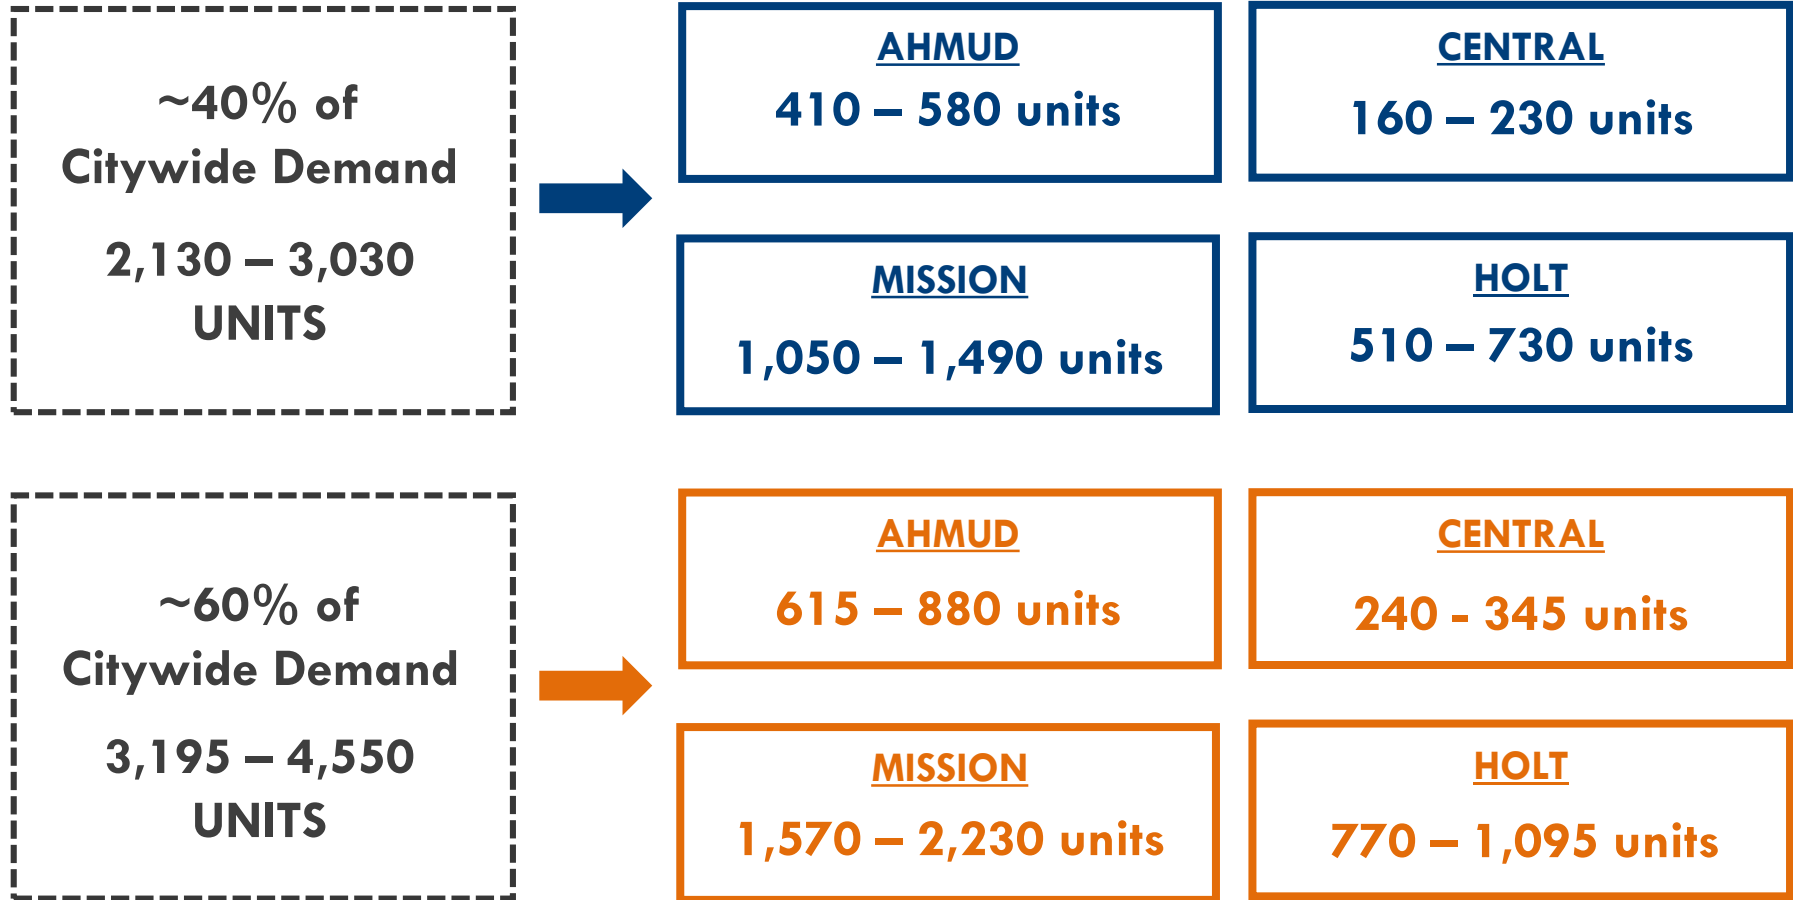 ~40% of
Citywide Demand
2,130 – 3,030
UNITS
AHMUD
410 – 580 units
CENTRAL
160 – 230 units
MISSION
1,050 – 1,490 units
HOLT
510 – 730 units
~60% of
Citywide Demand
3,195 – 4,550
UNITS
AHMUD
615 – 880 units
CENTRAL
240 - 345 units
MISSION
1,570 – 2,230 units
HOLT
770 – 1,095 units